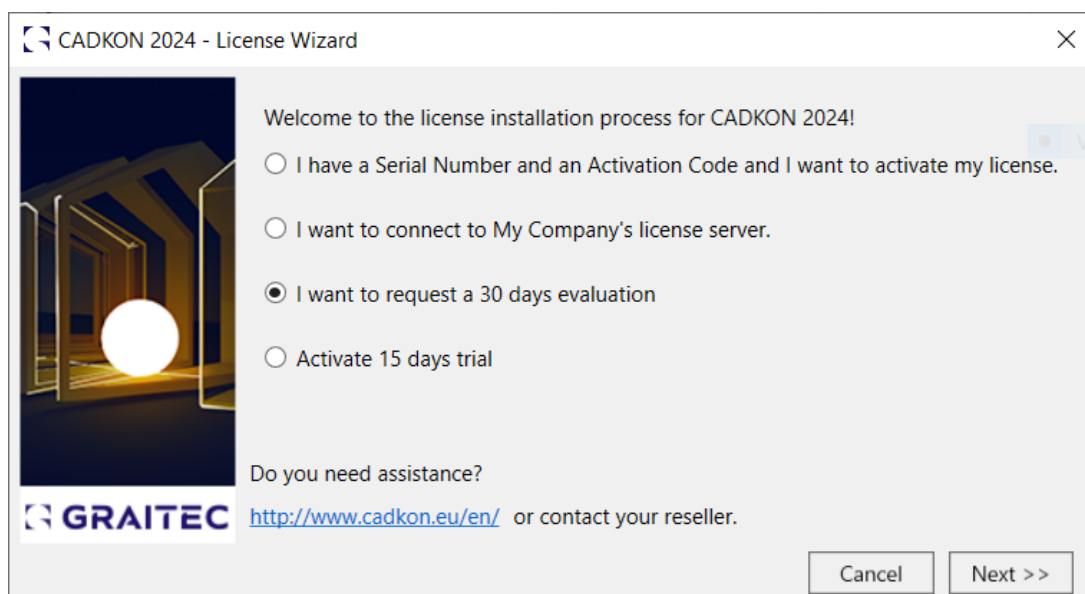 CADKON 2024 - License Wizard
Welcome to the license installation process for CADKON 2024!
I have a Serial Number and an Activation Code and I want to activate my license.
I want to connect to My Company's license server.
I want to request a 30 days evaluation
Activate 15 days trial
Do you need assistance?
GRAITEC
http://www.cadkon.eu/en/ or contact your reseller.
Cancel
Next >>